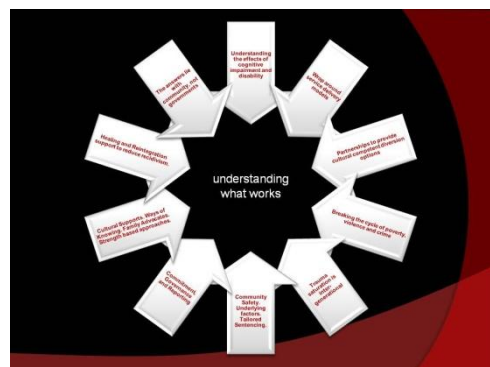 Understanding
the effects of
cognitive
impairment and
disability
Wrap around
service delivery
models
Partnerships to provide
cultural competent diversion
options
Breaking the cycle of poverty,
violence and crime
Trauma
saturation is
inter-
generational
Community
Safety.
Underlying
factors.
Tailored
Sentencing.
Commitment,
Governance
and Reporting
Cultural Supports. Ways of
Knowing. Family Advocates.
Strength based approaches.
Healing and Reintegration
support to reduce recidivism.
The answers lie
with
community, not
governments
understanding
what works